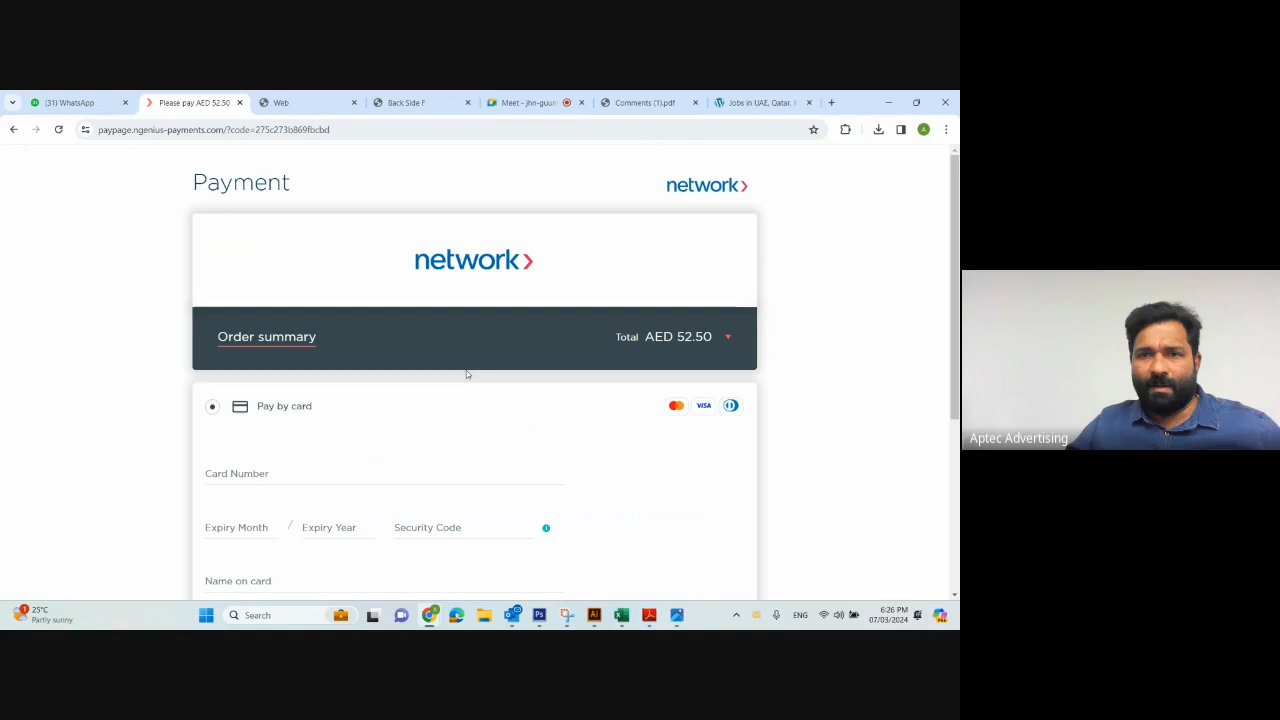 (31) WhatsApp
Please pay AED 52.50
Web
Back Side F
Meet - jhn-guum
Comments (1).pdf
Jobs in UAE, Qatar,
paypage.ngenius-payments.com/?code=275c273b869fbcbd
A
Payment
network
network
Order summary
Total AED 52.50
Pay by card
VISA
Card Number
Expiry Month / Expiry Year
Security Code
Name on card
Aptec Advertising
1
25°C
Partly sunny
Search
Ps
Ai
ENG
6:26 PM
07/03/2024